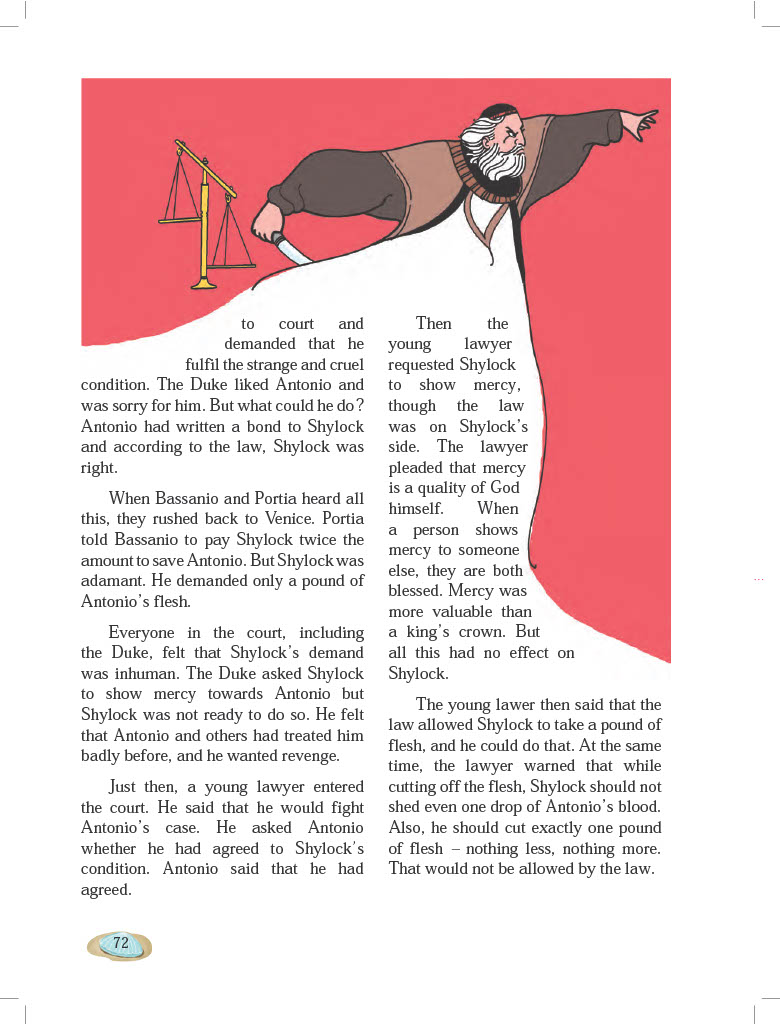 to court and
demanded that he
fulfil the strange and cruel
condition. The Duke liked Antonio and
was sorry for him. But what could he do?
Antonio had written a bond to Shylock
and according to the law, Shylock was
right.
When Bassanio and Portia heard all
this, they rushed back to Venice. Portia
told Bassanio to pay Shylock twice the
amount to save Antonio. But Shylock was
adamant. He demanded only a pound of
Antonio’s flesh.
Everyone in the court, including
the Duke, felt that Shylock’s demand
was inhuman. The Duke asked Shylock
to show mercy towards Antonio but
Shylock was not ready to do so. He felt
that Antonio and others had treated him
badly before, and he wanted revenge.
Just then, a young lawyer entered
the court. He said that he would fight
Antonio’s case. He asked Antonio
whether he had agreed to Shylock’s
condition. Antonio said that he had
agreed.
Then the
young lawyer
requested Shylock
to show mercy,
though the law
was on Shylock’s
side. The lawyer
pleaded that mercy
is a quality of God
himself. When
a person shows
mercy to someone
else, they are both
blessed. Mercy was
more valuable than
a king’s crown. But
all this had no effect on
Shylock.
The young lawer then said that the
law allowed Shylock to take a pound of
flesh, and he could do that. At the same
time, the lawyer warned that while
cutting off the flesh, Shylock should not
shed even one drop of Antonio’s blood.
Also, he should cut exactly one pound
of flesh – nothing less, nothing more.
That would not be allowed by the law.
72